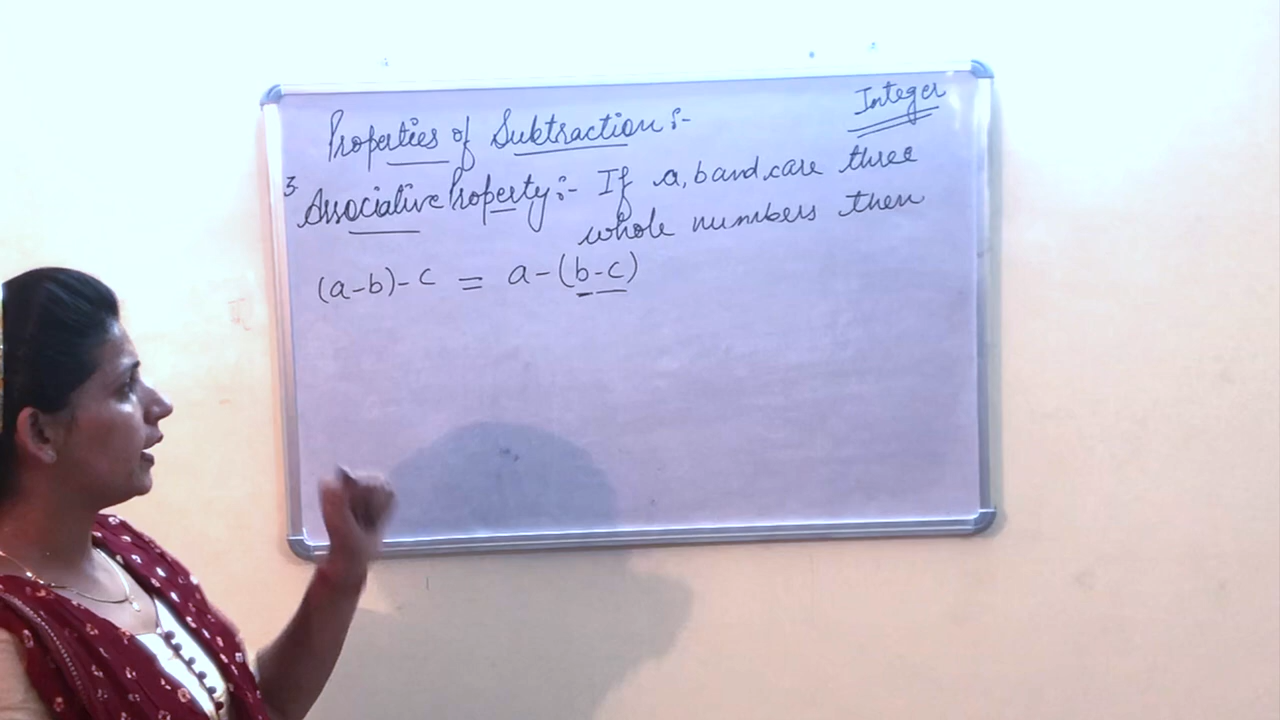 Integer
Properties of Subtraction :-
3 Associative Property :- If a, b and c are three
whole numbers then
(a-b)-c = a-(b-c)